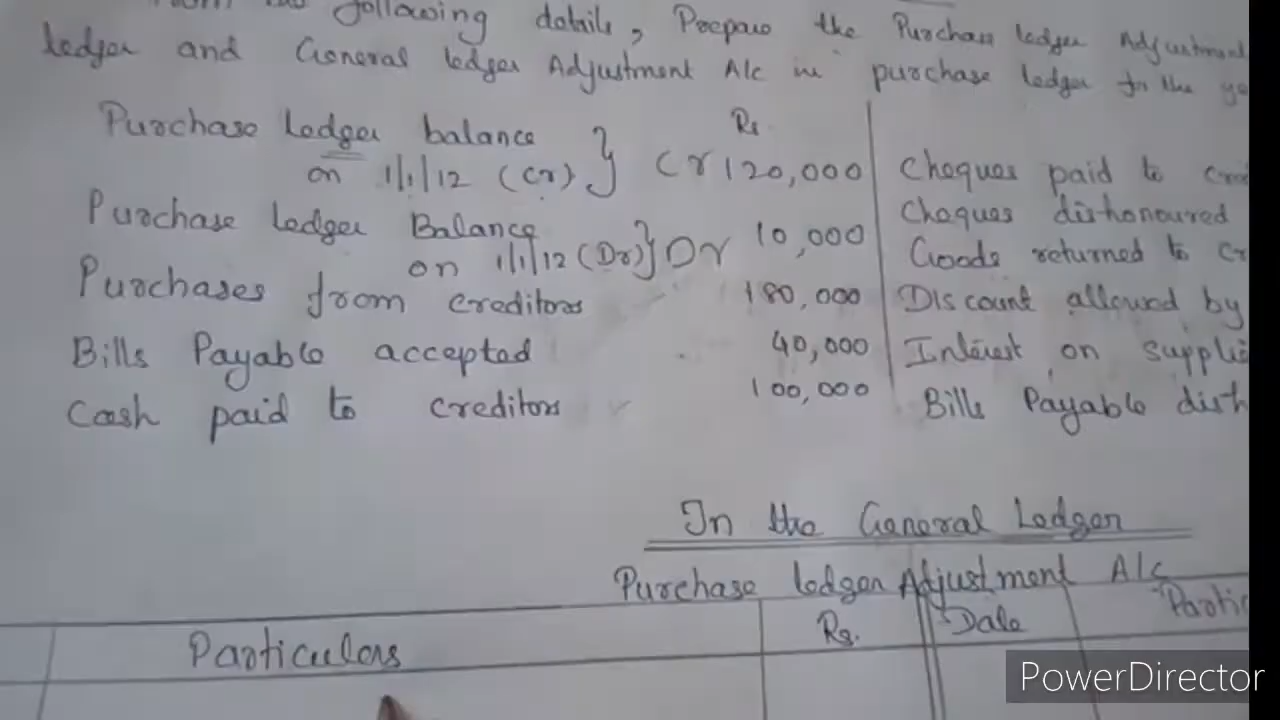 following details, Prepare the Purchase ledger Adjustment
ledger and General ledger Adjustment A/c in purchase ledger for the
Rs.
Purchase Ledger balance
on 1/1/12 (Cr) } Cr 120,000
Purchase Ledger Balance
on 1/1/12 (Dr) } Dr 10,000
Purchases from creditors 180,000
Bills Payable accepted 40,000
Cash paid to creditors 100,000
Cheques paid to
Cheques dishonoured
Goods returned to
Discount allowed by
Interest on
Bills Payable
In the General Ledger
Purchase ledger Adjustment A/c
Particulars Rs. Date
PowerDirector